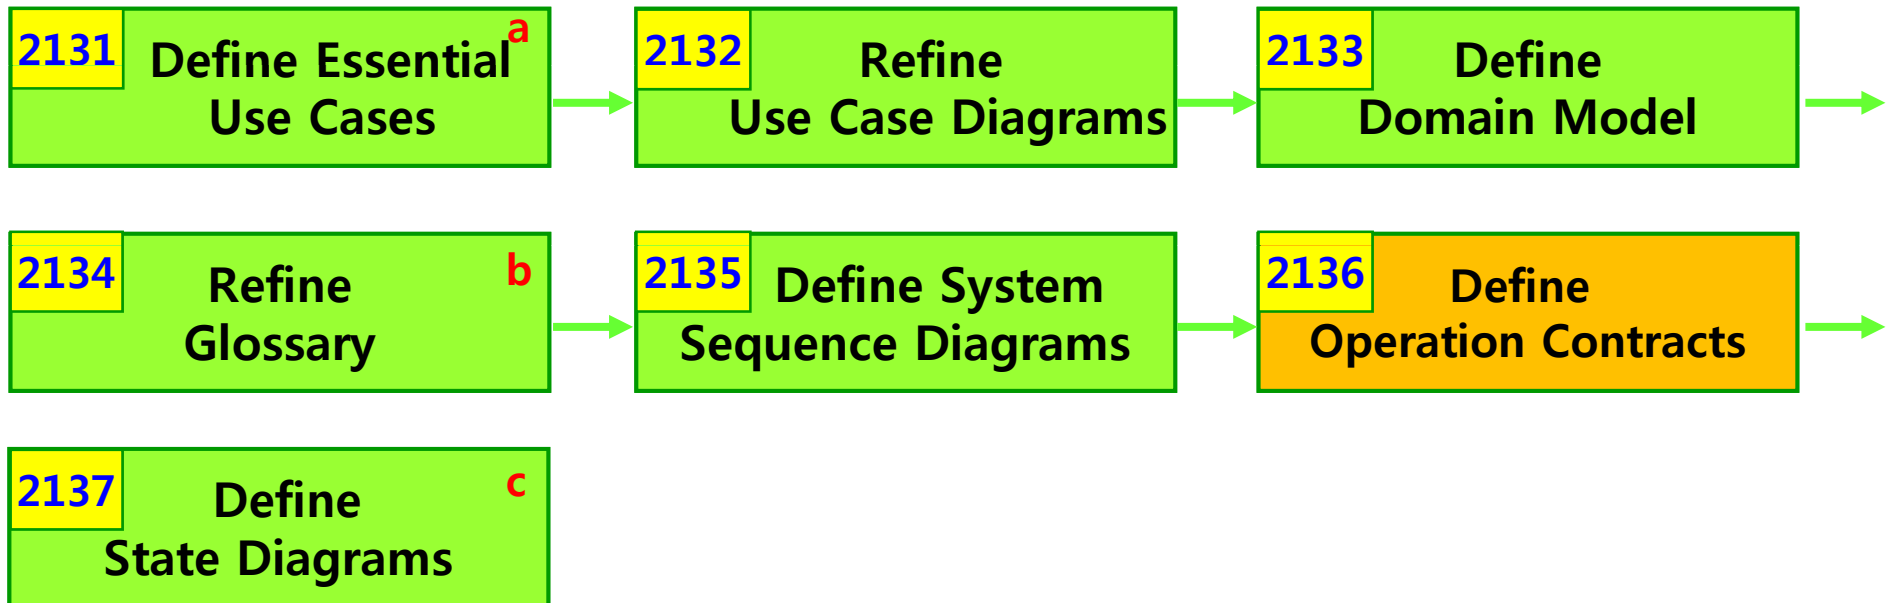 2131
Define Essential a
Use Cases
2132
Refine
Use Case Diagrams
2133
Define
Domain Model
2134
Refine b
Glossary
2135
Define System
Sequence Diagrams
2136
Define
Operation Contracts
2137
Define c
State Diagrams